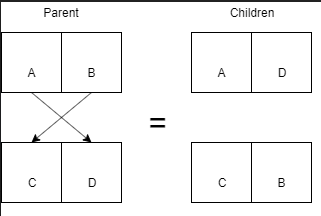 Parent Children
A B A D
=
C D C B